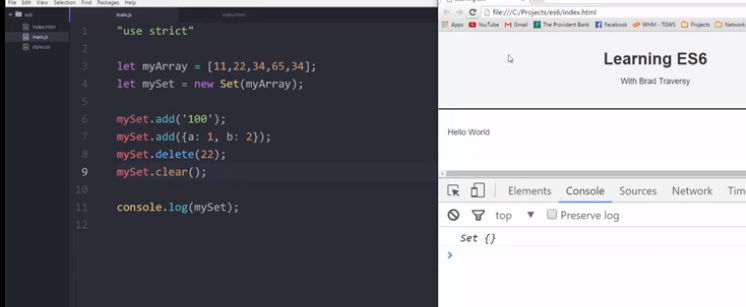 File Edit View Selection Find Packages Help
main.js
index.html
es6
index.html
main.js
style.css
1 "use strict"
2
3 let myArray = [11,22,34,65,34];
4 let mySet = new Set(myArray);
5
6 mySet.add('100');
7 mySet.add({a: 1, b: 2});
8 mySet.delete(22);
9 mySet.clear();
10
11 console.log(mySet);
12
file:///C:/Projects/es6/index.html
Apps YouTube Gmail The Provident Bank Facebook WHM - TDWS Projects Network
Learning ES6
With Brad Traversy
Hello World
Elements Console Sources Network Tim
top Preserve log
Set {}